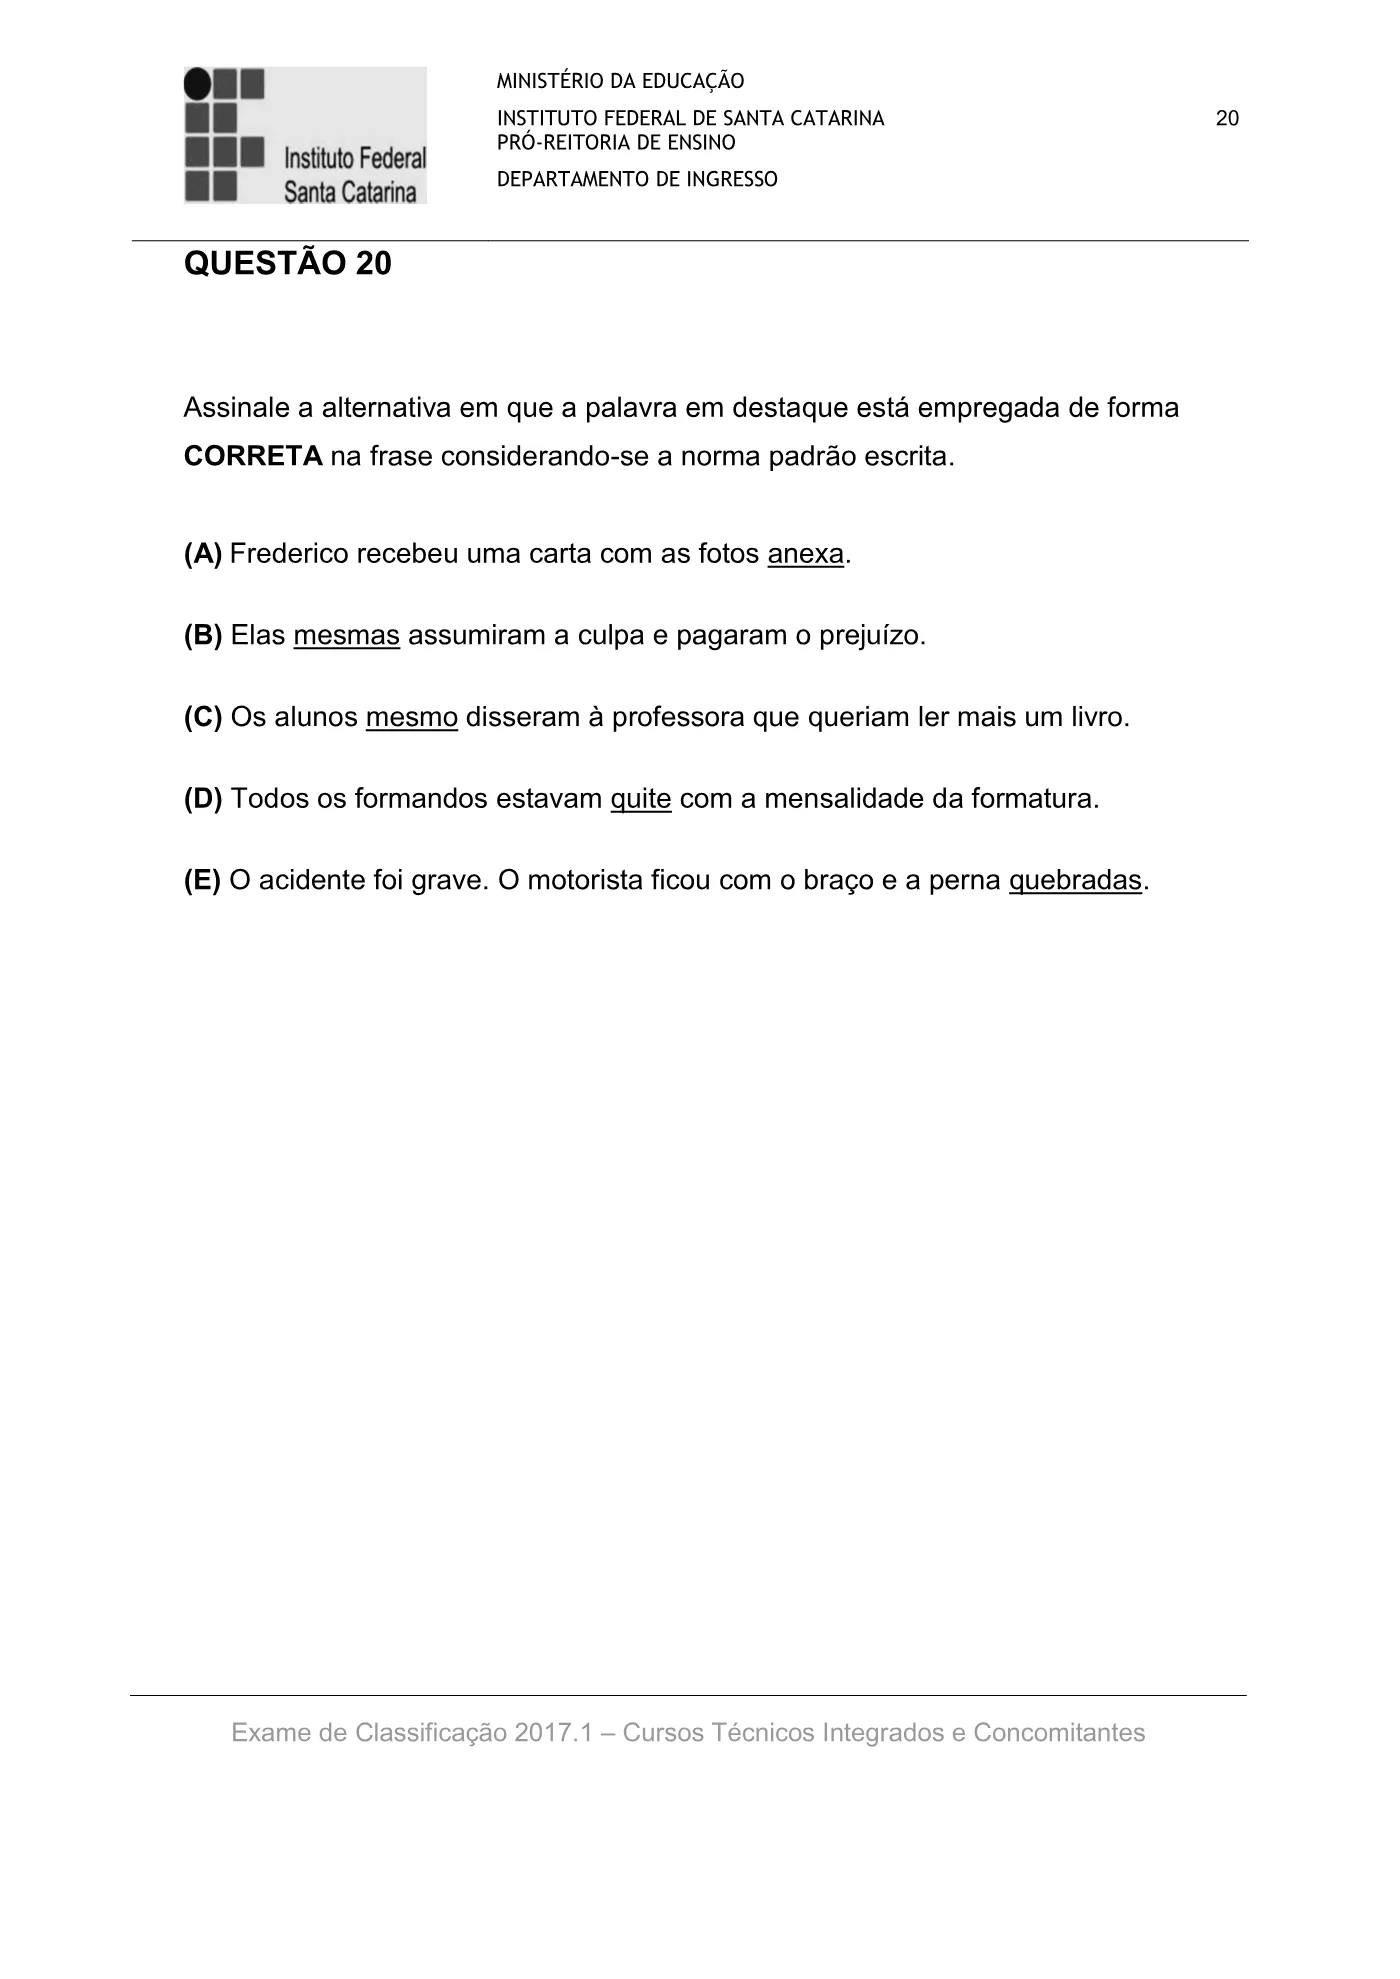 Instituto Federal
Santa Catarina
MINISTÉRIO DA EDUCAÇÃO
INSTITUTO FEDERAL DE SANTA CATARINA
PRÓ-REITORIA DE ENSINO
DEPARTAMENTO DE INGRESSO
20
QUESTÃO 20
Assinale a alternativa em que a palavra em destaque está empregada de forma
CORRETA na frase considerando-se a norma padrão escrita.
(A) Frederico recebeu uma carta com as fotos anexa.
(B) Elas mesmas assumiram a culpa e pagaram o prejuízo.
(C) Os alunos mesmo disseram à professora que queriam ler mais um livro.
(D) Todos os formandos estavam quite com a mensalidade da formatura.
(E) O acidente foi grave. O motorista ficou com o braço e a perna quebradas.
Exame de Classificação 2017.1 – Cursos Técnicos Integrados e Concomitantes